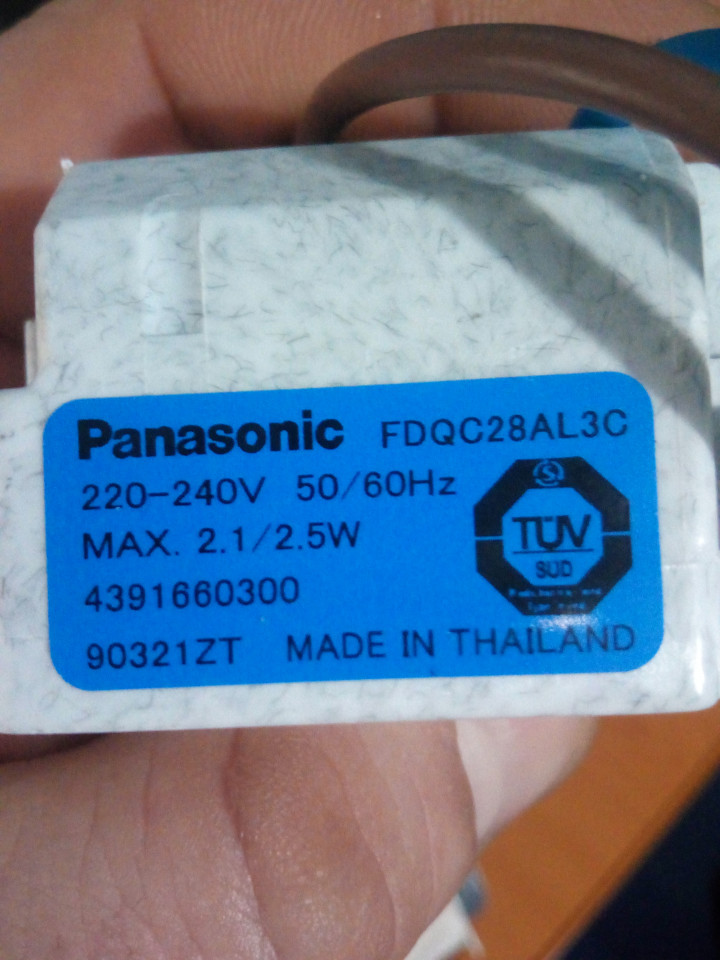 Panasonic FDQC28AL3C
220-240V 50/60Hz
MAX. 2.1/2.5W
TÜV
SÜD
4391660300
90321ZT MADE IN THAILAND